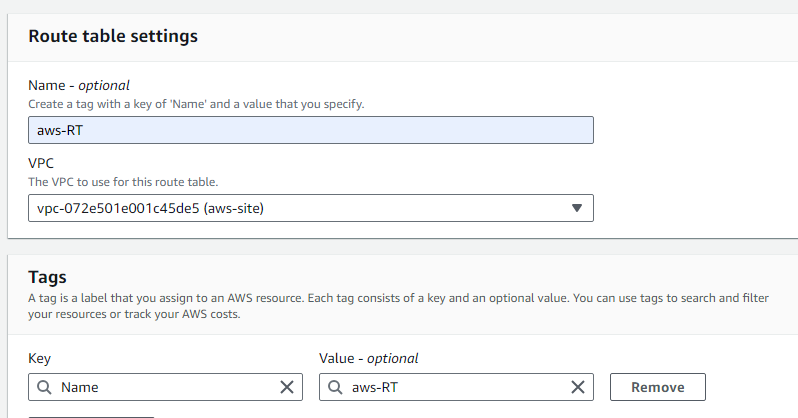 Route table settings
Name - optional
Create a tag with a key of 'Name' and a value that you specify.
aws-RT
VPC
The VPC to use for this route table.
vpc-072e501e001c45de5 (aws-site)
Tags
A tag is a label that you assign to an AWS resource. Each tag consists of a key and an optional value. You can use tags to search and filter
your resources or track your AWS costs.
Key Value - optional
Name aws-RT Remove